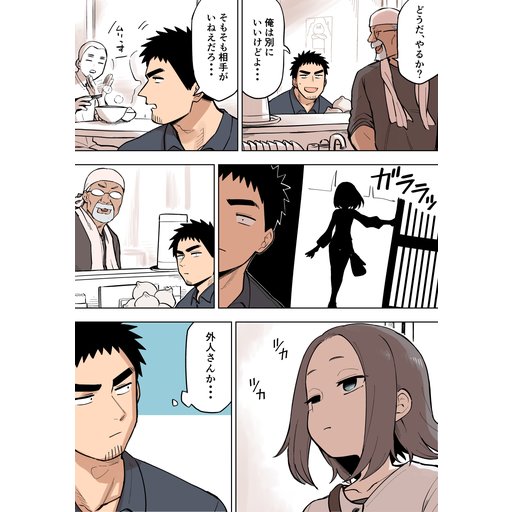 どうだ、やるか?
俺は別に
いいけどよ・・・
そもそも相手が
いねえだろ・・・
ムリ、す
ガララッ
ツカ
ツカ
外人さんか・・・